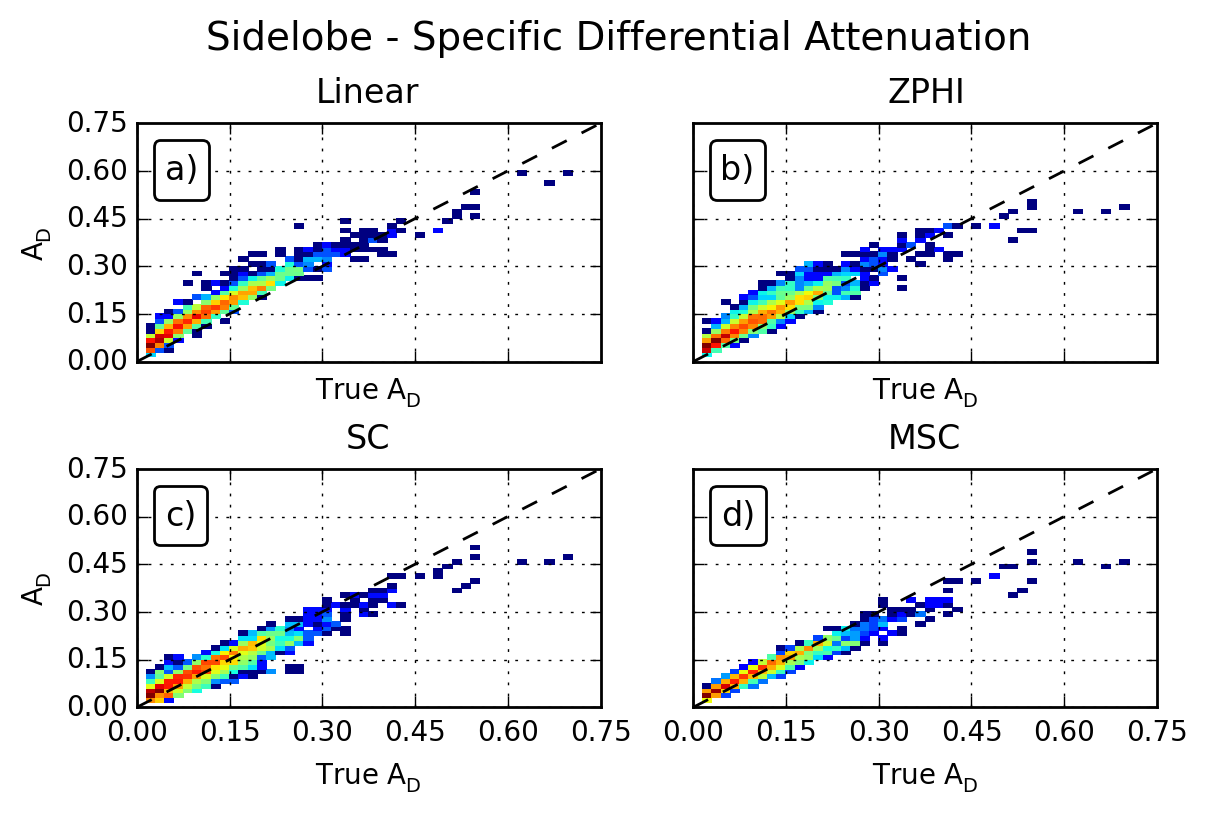 Sidelobe - Specific Differential Attenuation
Linear
ZPHI
0.75
0.60
0.45
0.30
0.15
0.00
A_D
a)
b)
True A_D
True A_D
SC
MSC
0.75
0.60
0.45
0.30
0.15
0.00
A_D
c)
d)
0.00 0.15 0.30 0.45 0.60 0.75
0.00 0.15 0.30 0.45 0.60 0.75
True A_D
True A_D